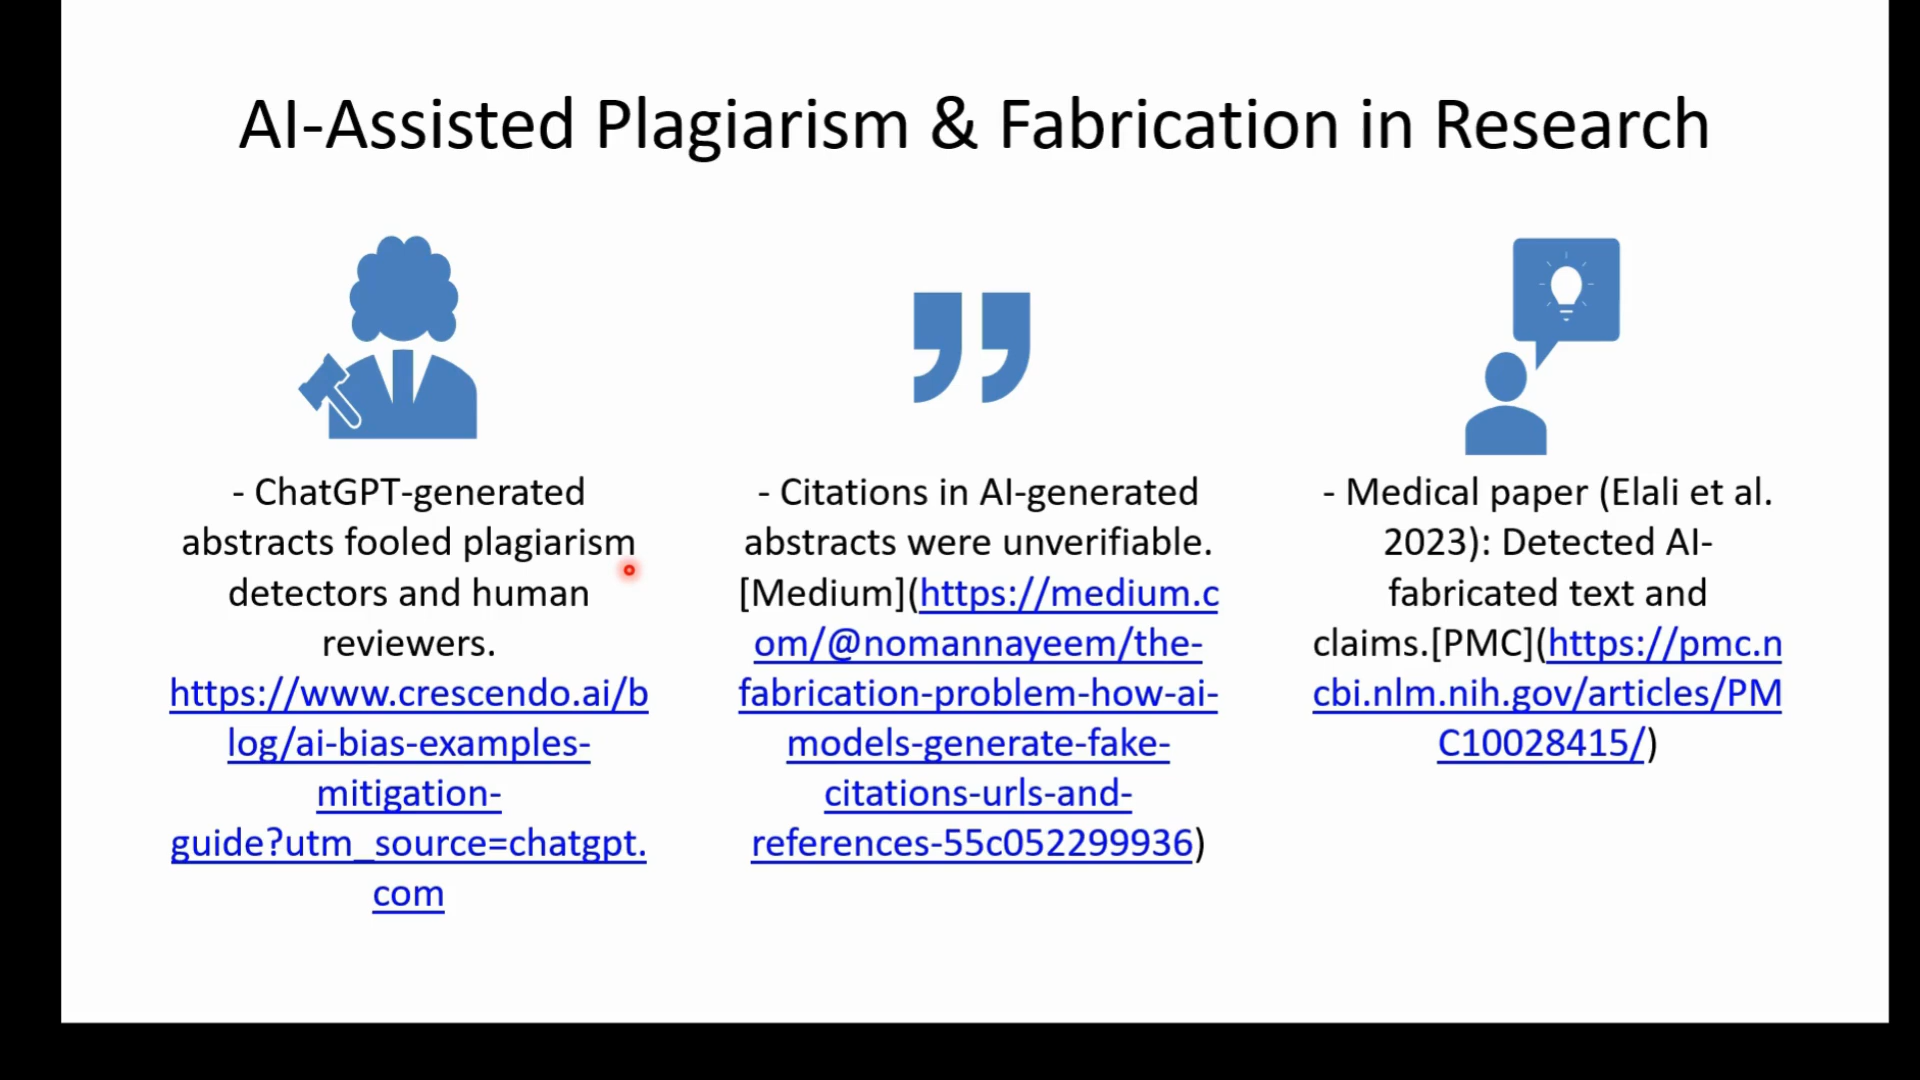 AI-Assisted Plagiarism & Fabrication in Research
- ChatGPT-generated
abstracts fooled plagiarism
detectors and human
reviewers.
https://www.crescendo.ai/b
log/ai-bias-examples-
mitigation-
guide?utm_source=chatgpt.
com
- Citations in AI-generated
abstracts were unverifiable.
[Medium](https://medium.c
om/@nomannayeem/the-
fabrication-problem-how-ai-
models-generate-fake-
citations-urls-and-
references-55c052299936)
- Medical paper (Elali et al.
2023): Detected AI-
fabricated text and
claims.[PMC](https://pmc.n
cbi.nlm.nih.gov/articles/PM
C10028415/)